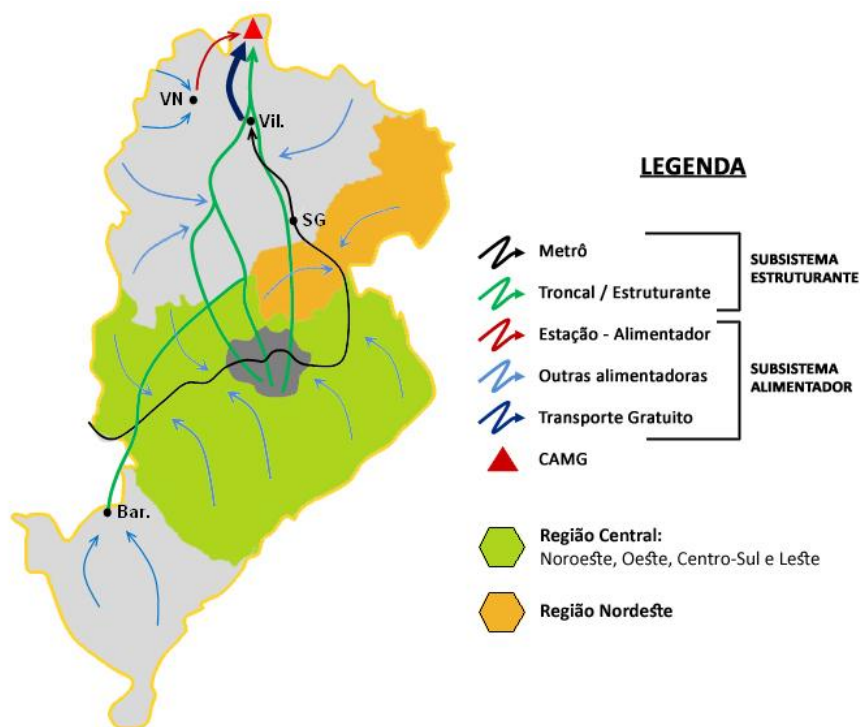 VN
Vil.
SG
Bar.
LEGENDA
Metrô
Troncal / Estruturante
Estação - Alimentador
Outras alimentadoras
Transporte Gratuito
CAMG
SUBSISTEMA
ESTRUTURANTE
SUBSISTEMA
ALIMENTADOR
Região Central:
Noroeste, Oeste, Centro-Sul e Leste
Região Nordeste